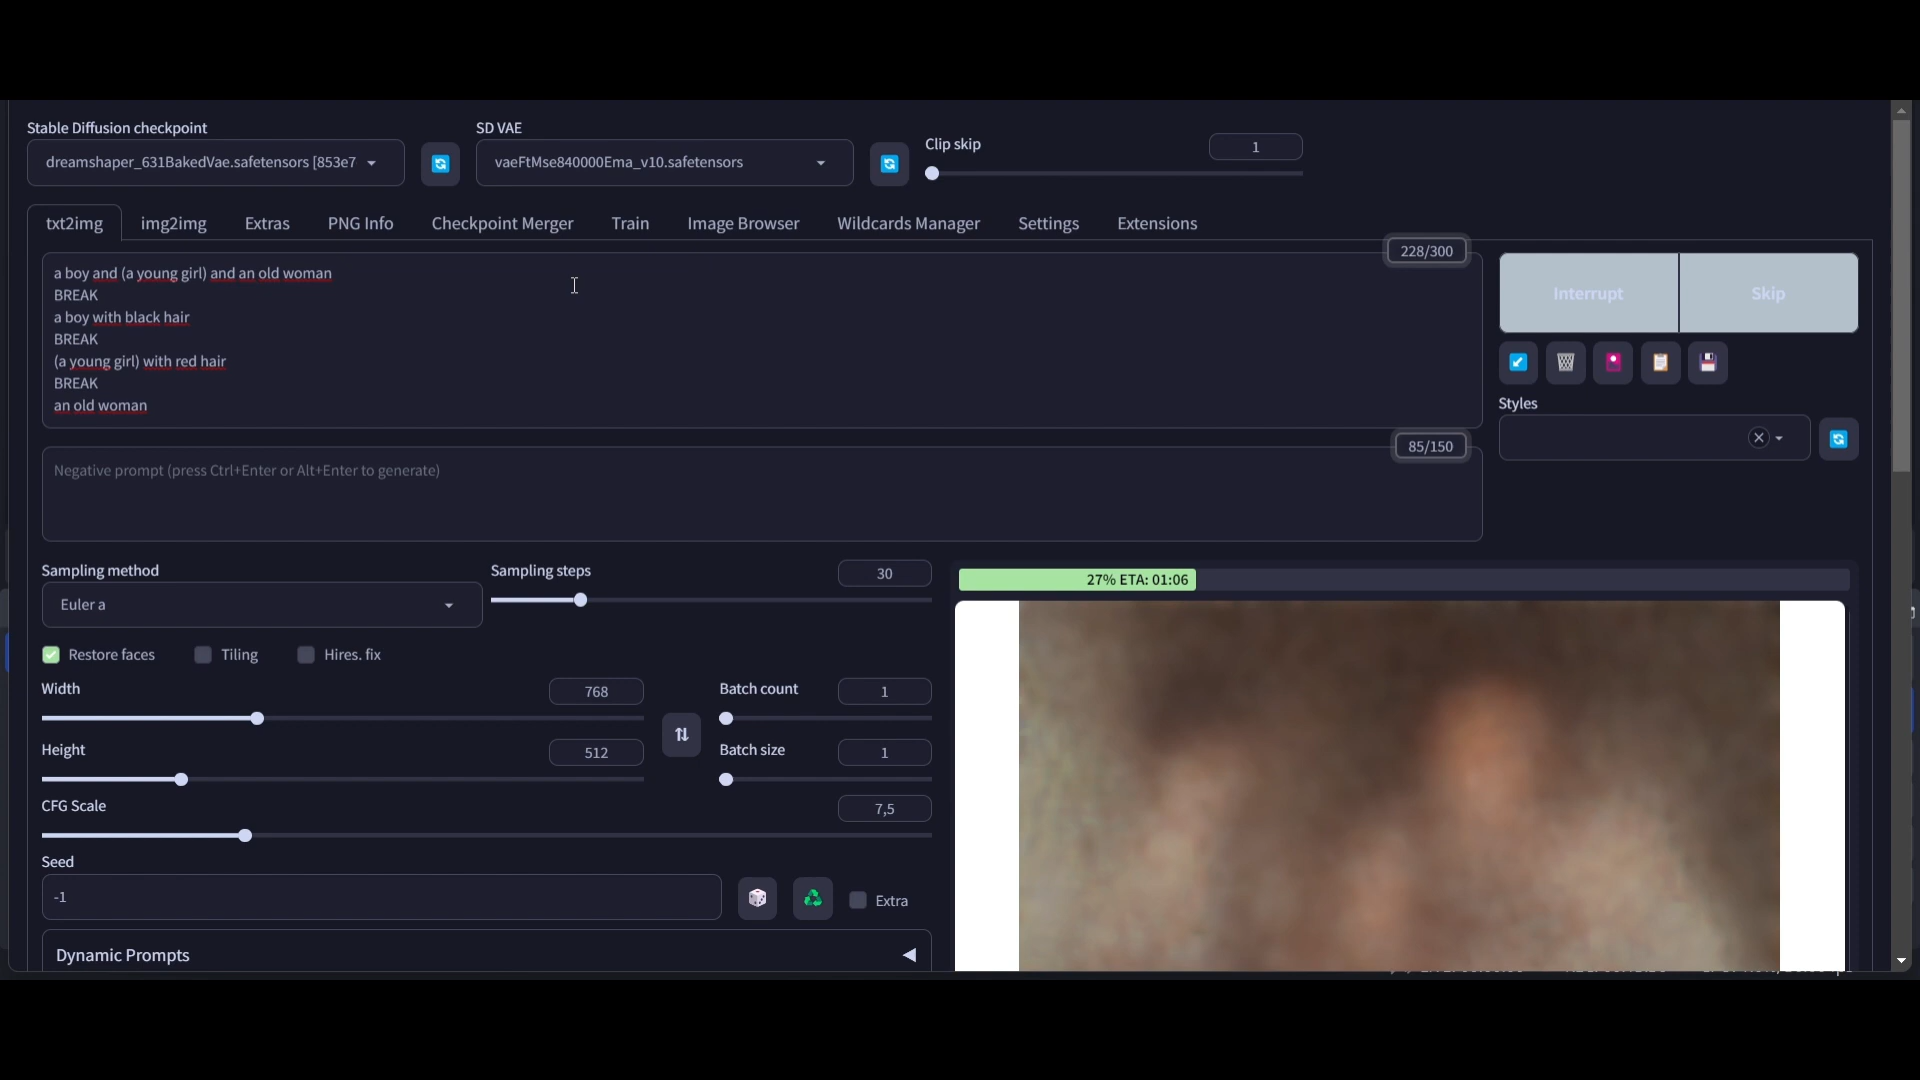 Stable Diffusion checkpoint
SD VAE
Clip skip
1
dreamshaper_631BakedVae.safetensors [853e7
vaeFtMse840000Ema_v10.safetensors
txt2img
img2img
Extras
PNG Info
Checkpoint Merger
Train
Image Browser
Wildcards Manager
Settings
Extensions
228/300
a boy and (a young girl) and an old woman
BREAK
a boy with black hair
BREAK
(a young girl) with red hair
BREAK
an old woman
Interrupt
Skip
Styles
85/150
Negative prompt (press Ctrl+Enter or Alt+Enter to generate)
Sampling method
Euler a
Sampling steps
30
27% ETA: 01:06
Restore faces
Tiling
Hires. fix
Width
768
Batch count
1
Height
512
Batch size
1
CFG Scale
7,5
Seed
-1
Extra
Dynamic Prompts